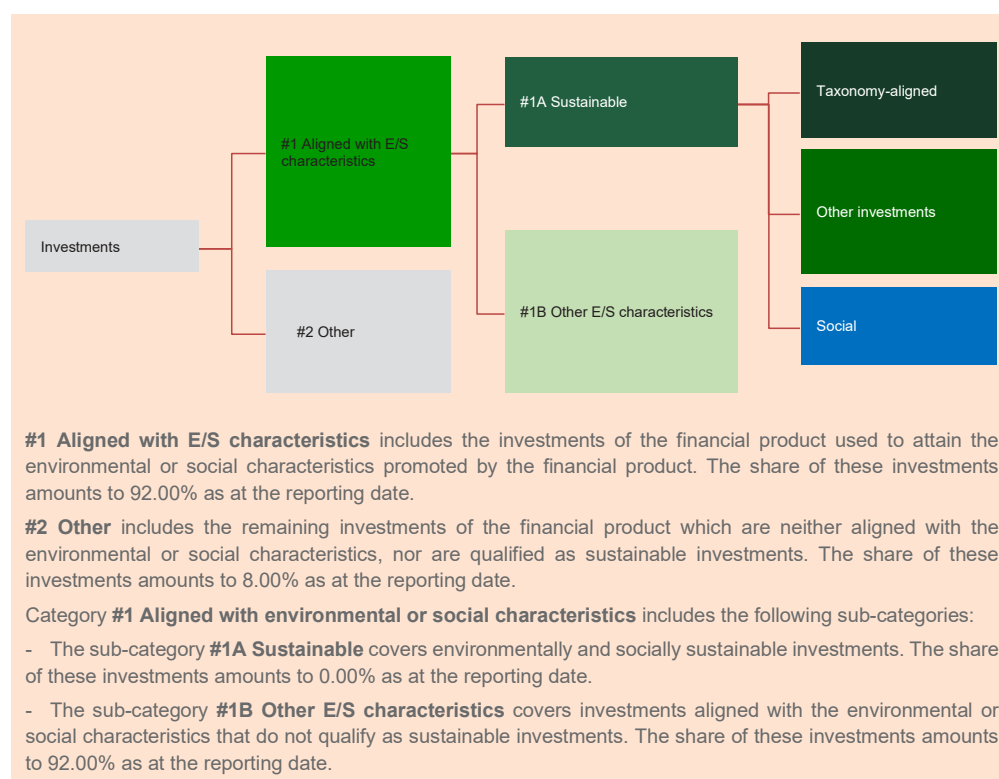 Taxonomy-aligned
#1A Sustainable
#1 Aligned with E/S
characteristics
Other investments
Investments
#1B Other E/S characteristics
#2 Other
Social
#1 Aligned with E/S characteristics includes the investments of the financial product used to attain the
environmental or social characteristics promoted by the financial product. The share of these investments
amounts to 92.00% as at the reporting date.
#2 Other includes the remaining investments of the financial product which are neither aligned with the
environmental or social characteristics, nor are qualified as sustainable investments. The share of these
investments amounts to 8.00% as at the reporting date.
Category #1 Aligned with environmental or social characteristics includes the following sub-categories:
- The sub-category #1A Sustainable covers environmentally and socially sustainable investments. The share
of these investments amounts to 0.00% as at the reporting date.
- The sub-category #1B Other E/S characteristics covers investments aligned with the environmental or
social characteristics that do not qualify as sustainable investments. The share of these investments amounts
to 92.00% as at the reporting date.